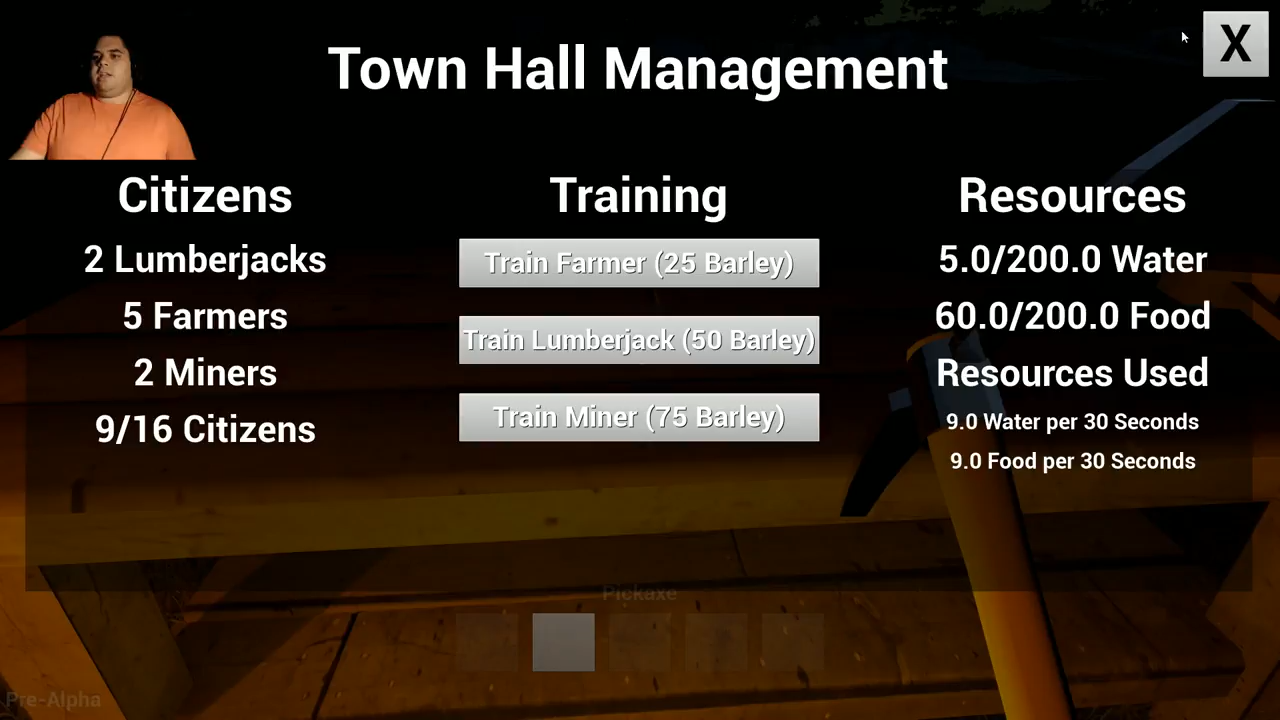 Town Hall Management
X
Citizens
2 Lumberjacks
5 Farmers
2 Miners
9/16 Citizens
Training
Train Farmer (25 Barley)
Train Lumberjack (50 Barley)
Train Miner (75 Barley)
Resources
5.0/200.0 Water
60.0/200.0 Food
Resources Used
9.0 Water per 30 Seconds
9.0 Food per 30 Seconds
Pickaxe
Pre-Alpha